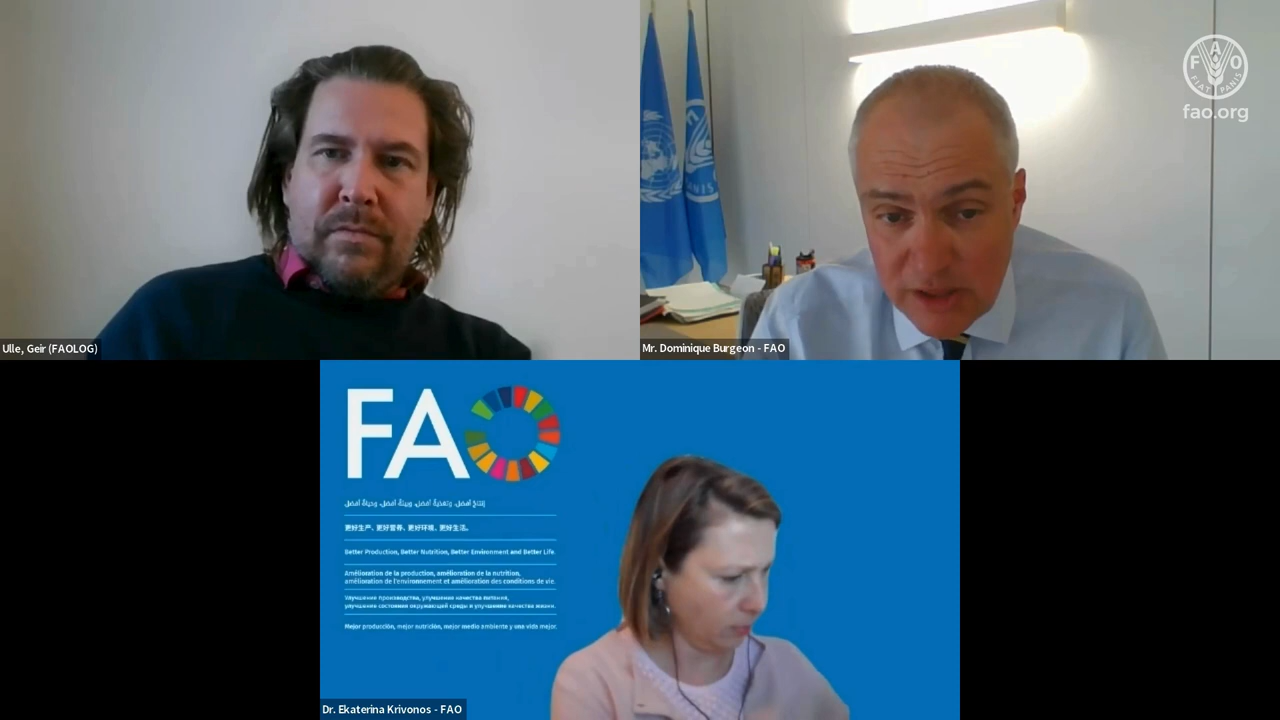 FAO
FIAT PANIS
fao.org
Ulle, Geir (FAOLOG)
Mr. Dominique Burgeon - FAO
FAO
إنتاج أفضل، وتغذية أفضل، وبيئة أفضل، وحياة أفضل
更好生产、更好营养、更好环境、更好生活。
Better Production, Better Nutrition, Better Environment and Better Life.
Amélioration de la production, amélioration de la nutrition,
amélioration de l'environnement et amélioration des conditions de vie.
Улучшение производства, улучшение качества питания,
улучшение состояния окружающей среды и улучшение качества жизни.
Mejor producción, mejor nutrición, mejor medio ambiente y una vida mejor.
Dr. Ekaterina Krivonos - FAO